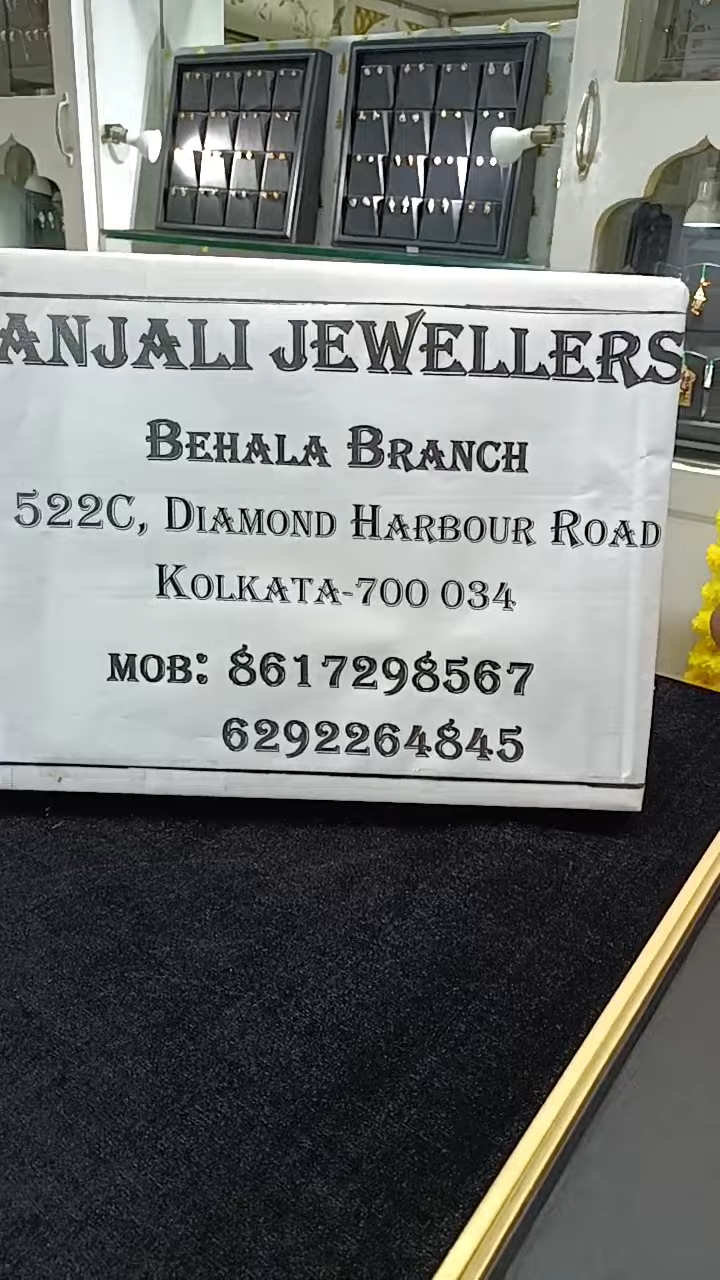 ANJALI JEWELLERS
BEHALA BRANCH
522C, DIAMOND HARBOUR ROAD
KOLKATA-700 034
MOB: 8617298567
6292264845